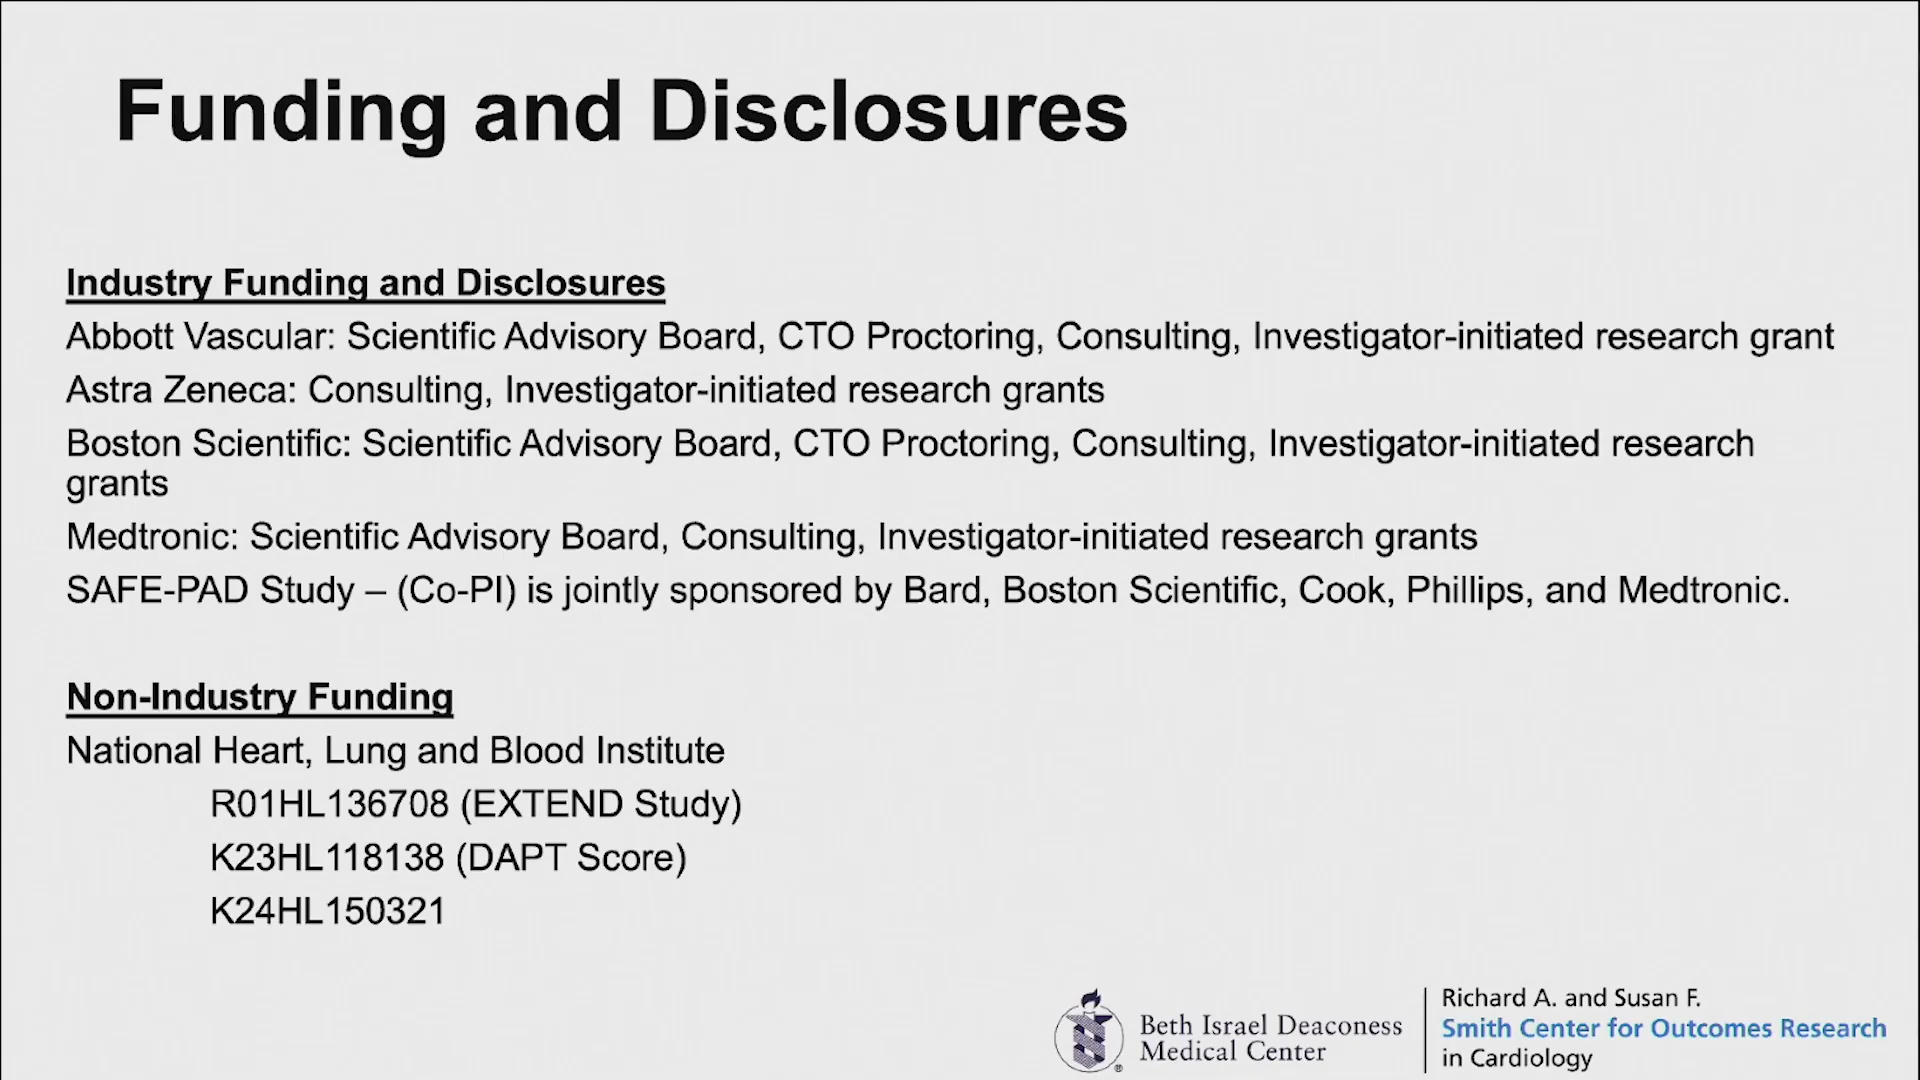 Funding and Disclosures
Industry Funding and Disclosures
Abbott Vascular: Scientific Advisory Board, CTO Proctoring, Consulting, Investigator-initiated research grant
Astra Zeneca: Consulting, Investigator-initiated research grants
Boston Scientific: Scientific Advisory Board, CTO Proctoring, Consulting, Investigator-initiated research
grants
Medtronic: Scientific Advisory Board, Consulting, Investigator-initiated research grants
SAFE-PAD Study – (Co-PI) is jointly sponsored by Bard, Boston Scientific, Cook, Phillips, and Medtronic.
Non-Industry Funding
National Heart, Lung and Blood Institute
R01HL136708 (EXTEND Study)
K23HL118138 (DAPT Score)
K24HL150321
Beth Israel Deaconess
Medical Center
®
Richard A. and Susan F.
Smith Center for Outcomes Research
in Cardiology